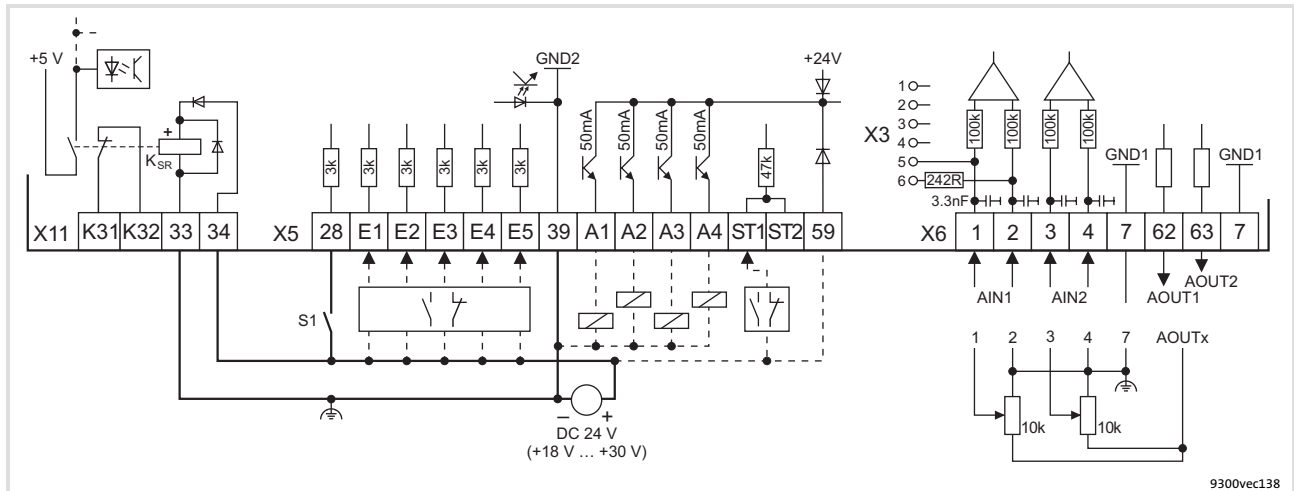 +5 V
K_SR
+
GND2
+24V
50mA 50mA 50mA 50mA
3k 3k 3k 3k 3k 3k
47k
X3
1
2
3
4
5
6
242R
3.3nF
100k 100k 100k 100k
GND1 GND1
X11 K31 K32 33 34
X5 28 E1 E2 E3 E4 E5 39 A1 A2 A3 A4 ST1 ST2 59
X6 1 2 3 4 7 62 63 7
AIN1 AIN2 AOUT1 AOUT2
S1
1 2 3 4 7 AOUTx
10k 10k
– +
DC 24 V
(+18 V ... +30 V)
9300vec138